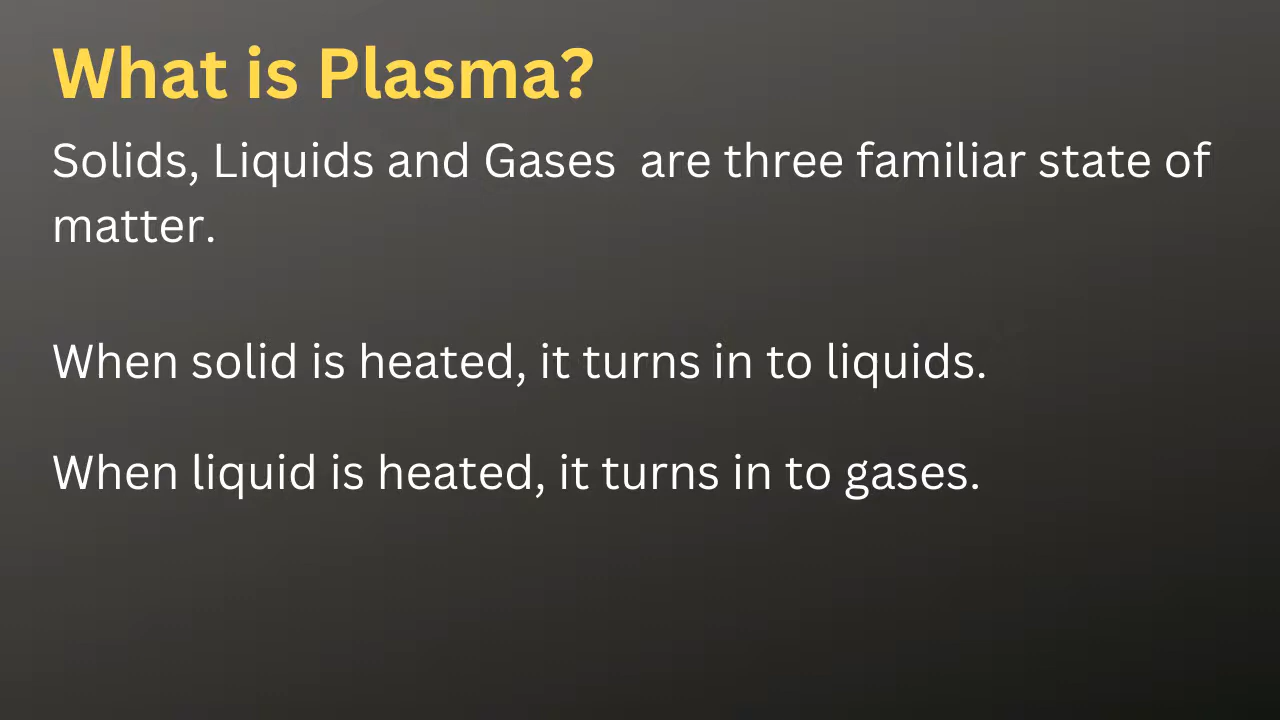 What is Plasma?
Solids, Liquids and Gases  are three familiar state of
matter.
When solid is heated, it turns in to liquids.
When liquid is heated, it turns in to gases.